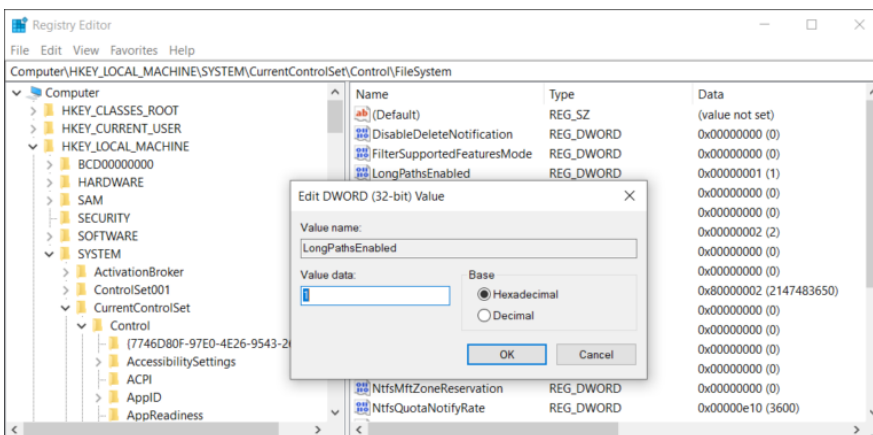 Registry Editor
File Edit View Favorites Help
Computer\HKEY_LOCAL_MACHINE\SYSTEM\CurrentControlSet\Control\FileSystem
Computer
HKEY_CLASSES_ROOT
HKEY_CURRENT_USER
HKEY_LOCAL_MACHINE
BCD00000000
HARDWARE
SAM
SECURITY
SOFTWARE
SYSTEM
ActivationBroker
ControlSet001
CurrentControlSet
Control
{7746D80F-97E0-4E26-9543-26
AccessibilitySettings
ACPI
AppID
AppReadiness
Name Type Data
(Default) REG_SZ (value not set)
DisableDeleteNotification REG_DWORD 0x00000000 (0)
FilterSupportedFeaturesMode REG_DWORD 0x00000000 (0)
LongPathsEnabled REG_DWORD 0x00000001 (1)
0x00000000 (0)
0x00000000 (0)
0x00000002 (2)
0x00000000 (0)
0x00000000 (0)
0x80000002 (2147483650)
0x00000000 (0)
0x00000000 (0)
0x00000000 (0)
0x00000000 (0)
NtfsMftZoneReservation REG_DWORD 0x00000000 (0)
NtfsQuotaNotifyRate REG_DWORD 0x00000e10 (3600)
Edit DWORD (32-bit) Value
Value name:
LongPathsEnabled
Value data:
1
Base
Hexadecimal
Decimal
OK Cancel